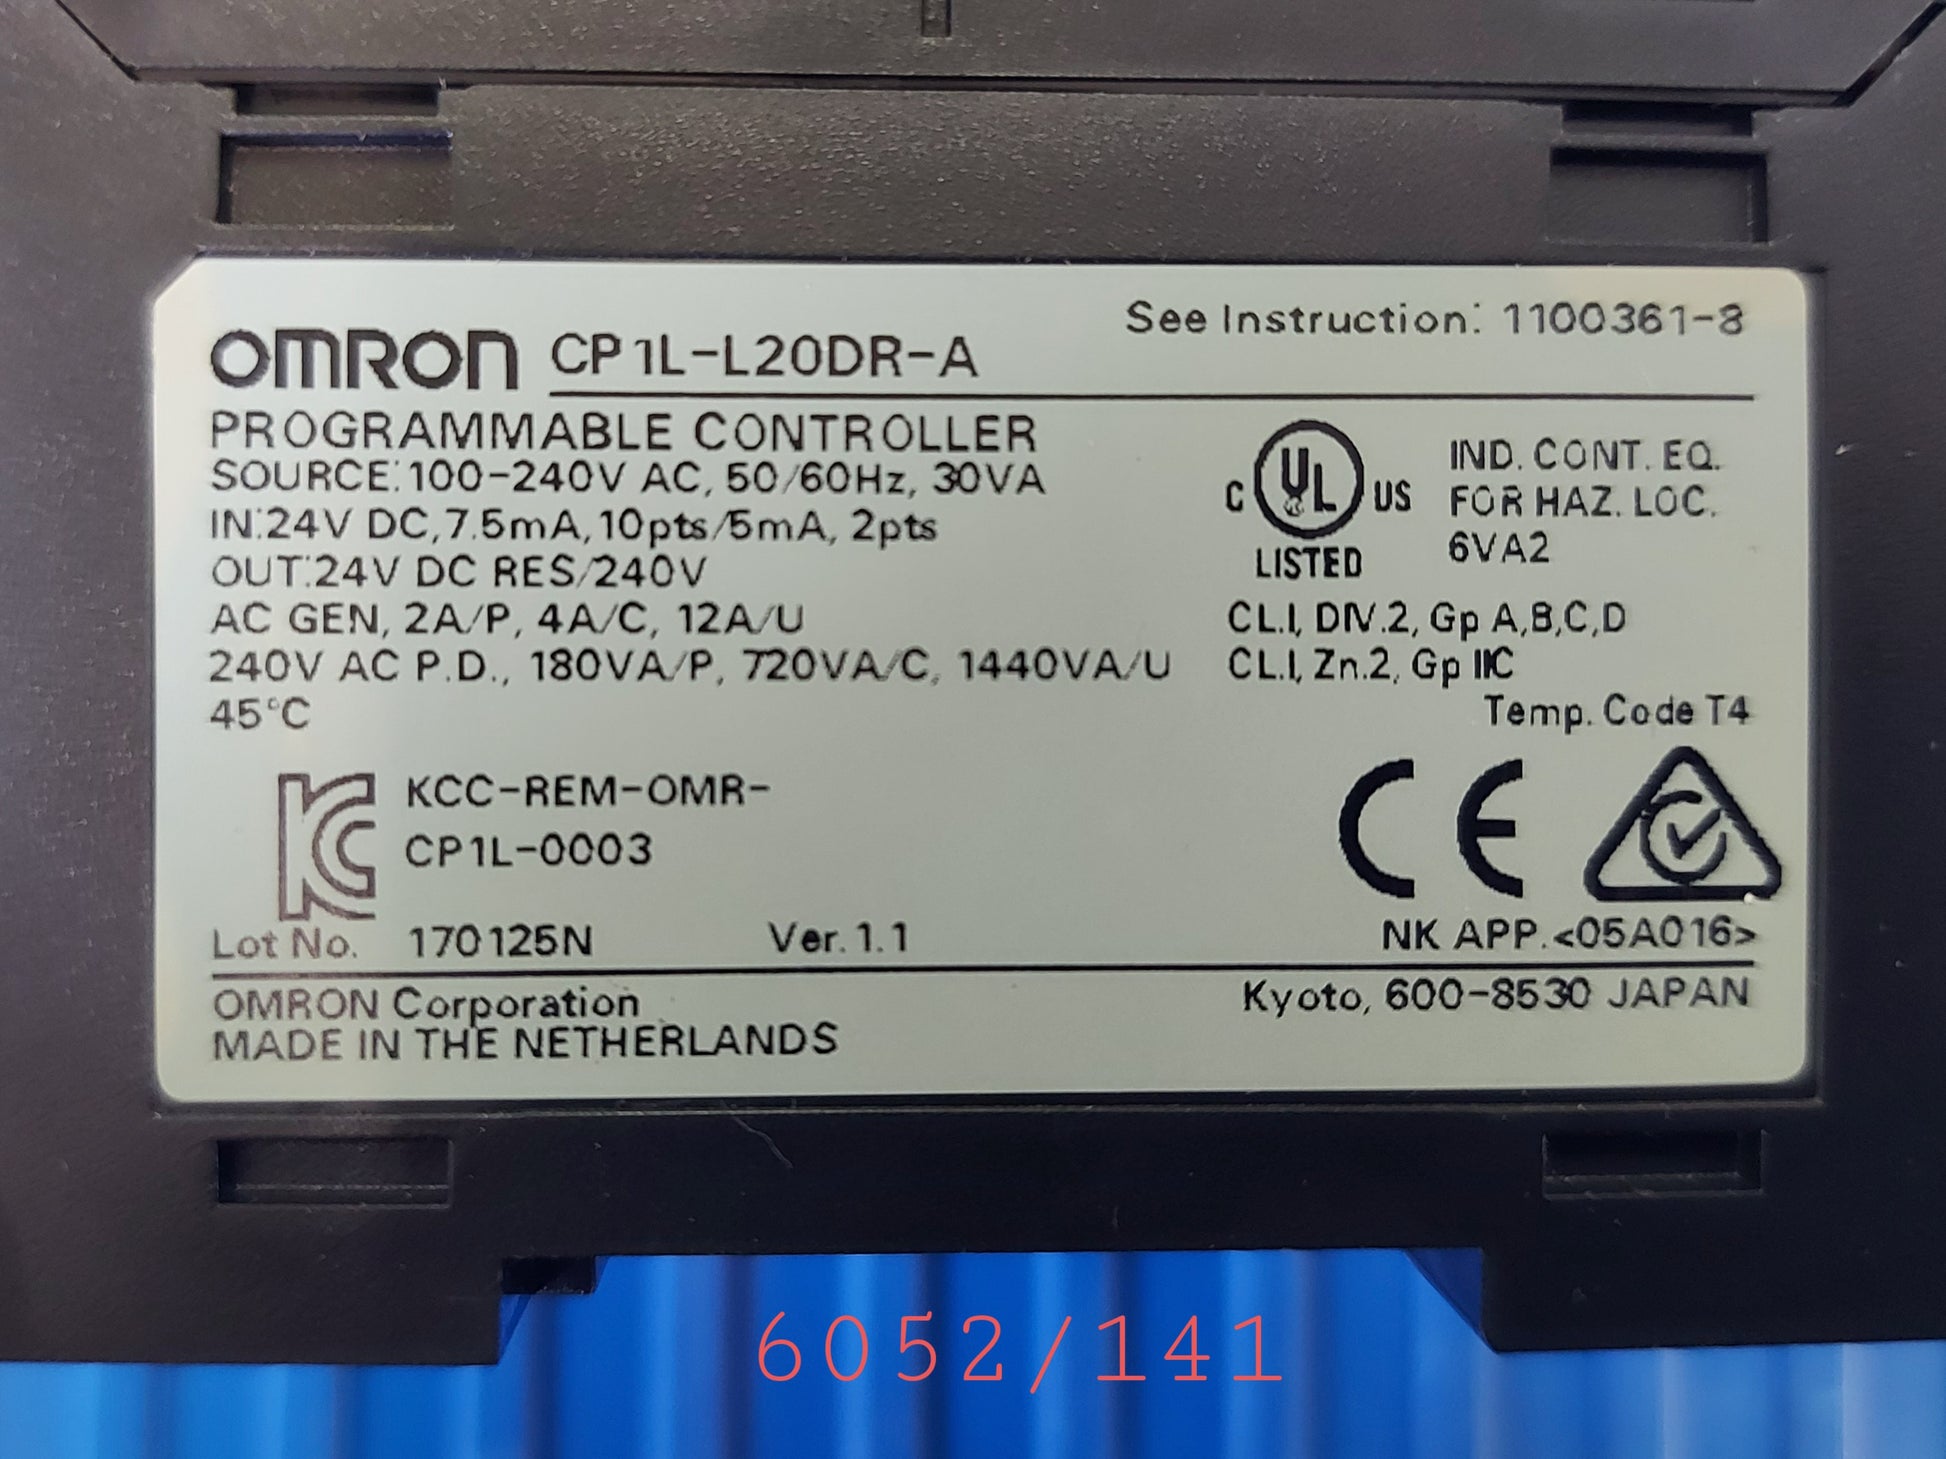 OMRON CP1L-L20DR-A
See Instruction: 1100361-8
PROGRAMMABLE CONTROLLER
SOURCE:100-240V AC, 50/60Hz, 30VA
IN:24V DC,7.5mA,10pts/5mA, 2pts
OUT:24V DC RES/240V
AC GEN, 2A/P, 4A/C, 12A/U
240V AC P.D., 180VA/P, 720VA/C, 1440VA/U
45°C
C UL US
LISTED
IND. CONT. EQ.
FOR HAZ. LOC.
6VA2
CL.I, DIV.2, Gp A,B,C,D
CL.I, Zn.2, Gp IIC
Temp. Code T4
KC
KCC-REM-OMR-
CP1L-0003
CE
Lot No. 170125N Ver.1.1
NK APP.<05A016>
OMRON Corporation
Kyoto, 600-8530 JAPAN
MADE IN THE NETHERLANDS
6052/141